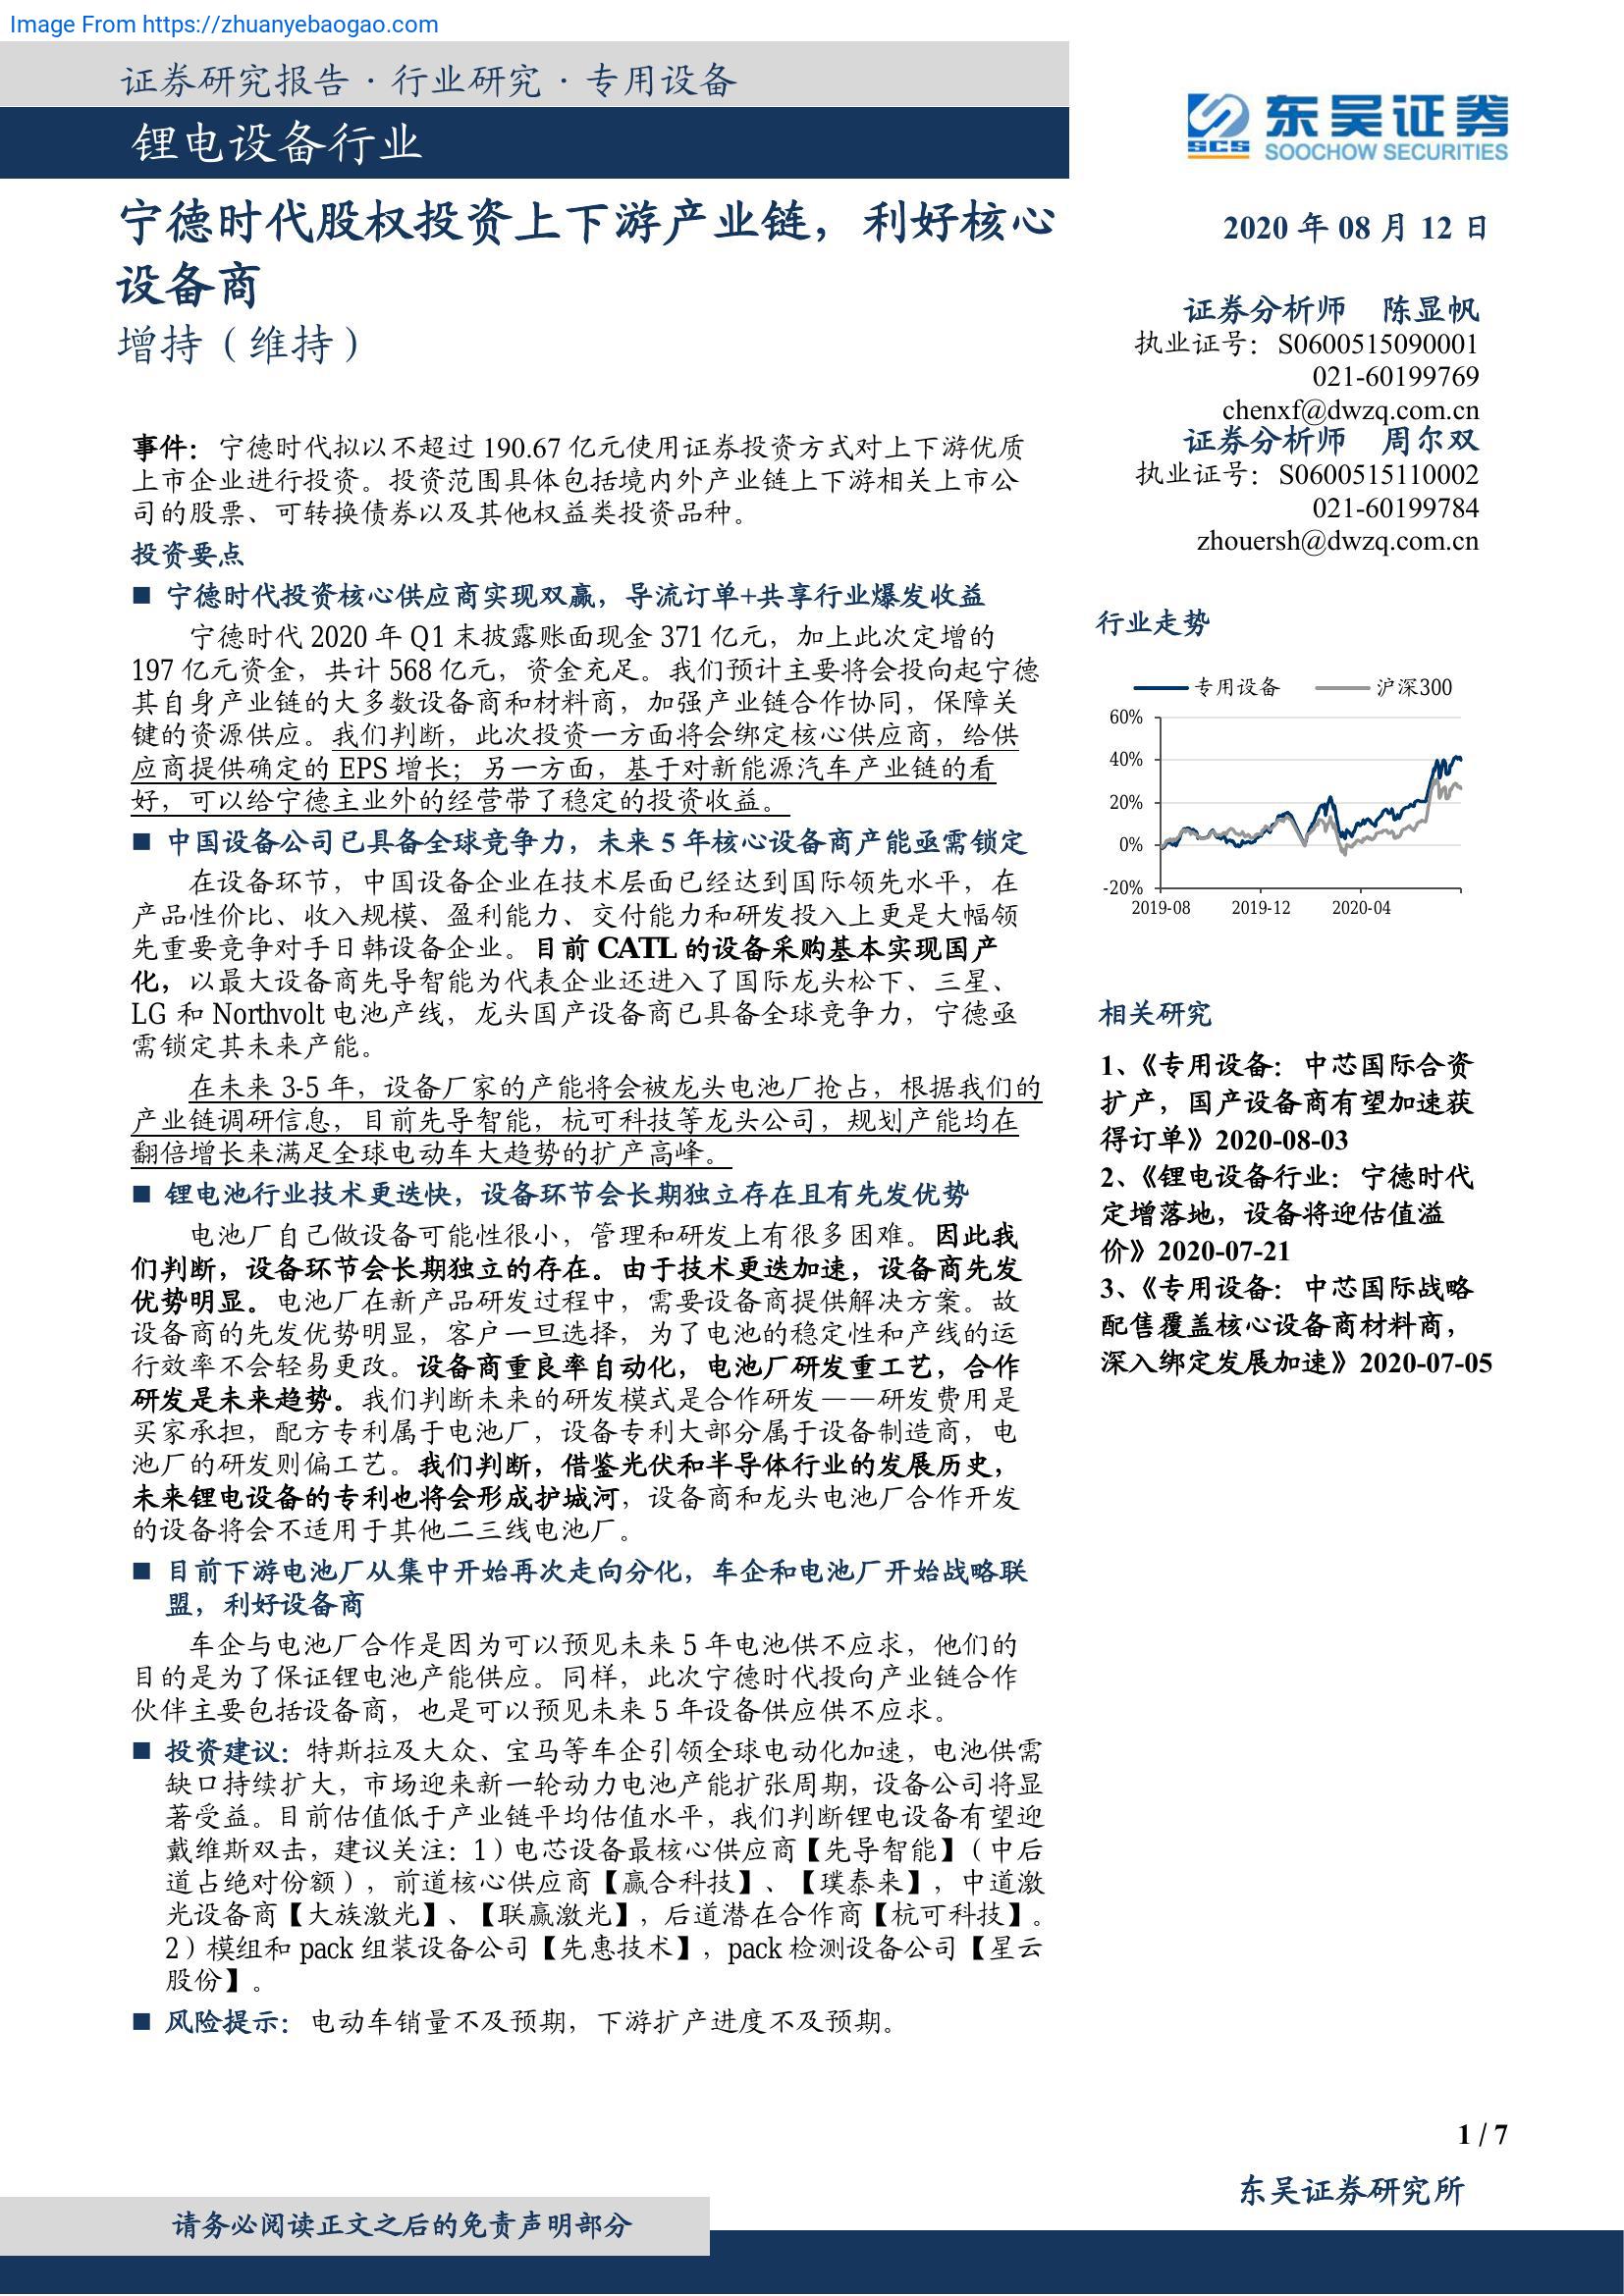 Image From https://zhuanyebaogao.com
证券研究报告·行业研究·专用设备
锂电设备行业
东吴证券
SCS
SOOCHOW SECURITIES
宁德时代股权投资上下游产业链，利好核心
设备商
增持（维持）
2020 年 08 月 12 日
证券分析师 陈显帆
执业证号：S0600515090001
021-60199769
chenxf@dwzq.com.cn
证券分析师 周尔双
执业证号：S0600515110002
021-60199784
zhouersh@dwzq.com.cn
事件：宁德时代拟以不超过 190.67 亿元使用证券投资方式对上下游优质
上市企业进行投资。投资范围具体包括境内外产业链上下游相关上市公
司的股票、可转换债券以及其他权益类投资品种。
投资要点
■ 宁德时代投资核心供应商实现双赢，导流订单+共享行业爆发收益
宁德时代 2020 年 Q1 末披露账面现金 371 亿元，加上此次定增的
197 亿元资金，共计 568 亿元，资金充足。我们预计主要将会投向起宁德
其自身产业链的大多数设备商和材料商，加强产业链合作协同，保障关
键的资源供应。我们判断，此次投资一方面将会绑定核心供应商，给供
应商提供确定的 EPS 增长；另一方面，基于对新能源汽车产业链的看
好，可以给宁德主业外的经营带了稳定的投资收益。
■ 中国设备公司已具备全球竞争力，未来 5 年核心设备商产能亟需锁定
在设备环节，中国设备企业在技术层面已经达到国际领先水平，在
产品性价比、收入规模、盈利能力、交付能力和研发投入上更是大幅领
先重要竞争对手日韩设备企业。目前 CATL 的设备采购基本实现国产
化，以最大设备商先导智能为代表企业还进入了国际龙头松下、三星、
LG 和 Northvolt 电池产线，龙头国产设备商已具备全球竞争力，宁德亟
需锁定其未来产能。
在未来 3-5 年，设备厂家的产能将会被龙头电池厂抢占，根据我们的
产业链调研信息，目前先导智能，杭可科技等龙头公司，规划产能均在
翻倍增长来满足全球电动车大趋势的扩产高峰。
■ 锂电池行业技术更迭快，设备环节会长期独立存在且有先发优势
电池厂自己做设备可能性很小，管理和研发上有很多困难。因此我
们判断，设备环节会长期独立的存在。由于技术更迭加速，设备商先发
优势明显。电池厂在新产品研发过程中，需要设备商提供解决方案。故
设备商的先发优势明显，客户一旦选择，为了电池的稳定性和产线的运
行效率不会轻易更改。设备商重良率自动化，电池厂研发重工艺，合作
研发是未来趋势。我们判断未来的研发模式是合作研发——研发费用是
买家承担，配方专利属于电池厂，设备专利大部分属于设备制造商，电
池厂的研发则偏工艺。我们判断，借鉴光伏和半导体行业的发展历史，
未来锂电设备的专利也将会形成护城河，设备商和龙头电池厂合作开发
的设备将会不适用于其他二三线电池厂。
■ 目前下游电池厂从集中开始再次走向分化，车企和电池厂开始战略联
盟，利好设备商
车企与电池厂合作是因为可以预见未来 5 年电池供不应求，他们的
目的是为了保证锂电池产能供应。同样，此次宁德时代投向产业链合作
伙伴主要包括设备商，也是可以预见未来 5 年设备供应供不应求。
■ 投资建议：特斯拉及大众、宝马等车企引领全球电动化加速，电池供需
缺口持续扩大，市场迎来新一轮动力电池产能扩张周期，设备公司将显
著受益。目前估值低于产业链平均估值水平，我们判断锂电设备有望迎
戴维斯双击，建议关注：1）电芯设备最核心供应商【先导智能】（中后
道占绝对份额），前道核心供应商【赢合科技】、【璞泰来】，中道激
光设备商【大族激光】、【联赢激光】，后道潜在合作商【杭可科技】。
2）模组和 pack 组装设备公司【先惠技术】，pack 检测设备公司【星云
股份】。
■ 风险提示：电动车销量不及预期，下游扩产进度不及预期。
行业走势
专用设备 沪深300
60%
40%
20%
0%
-20%
2019-08 2019-12 2020-04
相关研究
1、《专用设备：中芯国际合资
扩产，国产设备商有望加速获
得订单》2020-08-03
2、《锂电设备行业：宁德时代
定增落地，设备将迎估值溢
价》2020-07-21
3、《专用设备：中芯国际战略
配售覆盖核心设备商材料商，
深入绑定发展加速》2020-07-05
1 / 7
东吴证券研究所
请务必阅读正文之后的免责声明部分